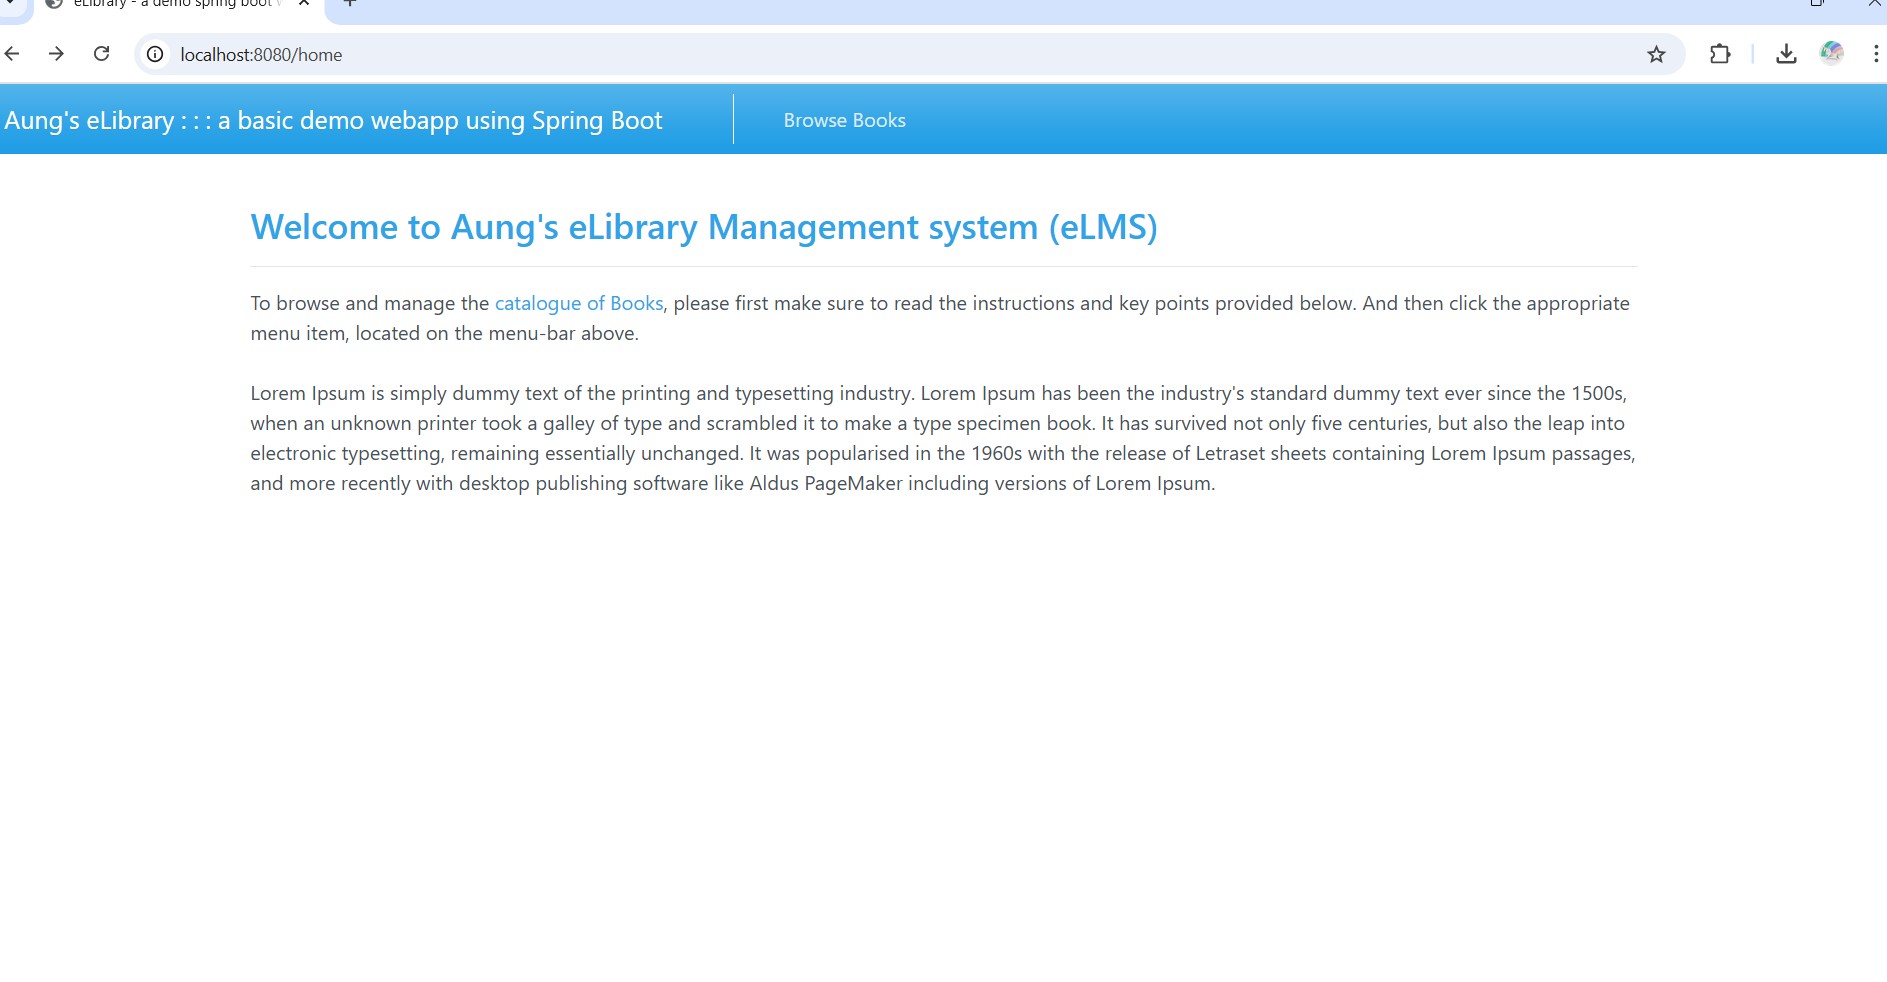 eLibrary - a demo spring boot
localhost:8080/home
Aung's eLibrary : : : a basic demo webapp using Spring Boot
Browse Books
Welcome to Aung's eLibrary Management system (eLMS)
To browse and manage the catalogue of Books, please first make sure to read the instructions and key points provided below. And then click the appropriate
menu item, located on the menu-bar above.
Lorem Ipsum is simply dummy text of the printing and typesetting industry. Lorem Ipsum has been the industry's standard dummy text ever since the 1500s,
when an unknown printer took a galley of type and scrambled it to make a type specimen book. It has survived not only five centuries, but also the leap into
electronic typesetting, remaining essentially unchanged. It was popularised in the 1960s with the release of Letraset sheets containing Lorem Ipsum passages,
and more recently with desktop publishing software like Aldus PageMaker including versions of Lorem Ipsum.